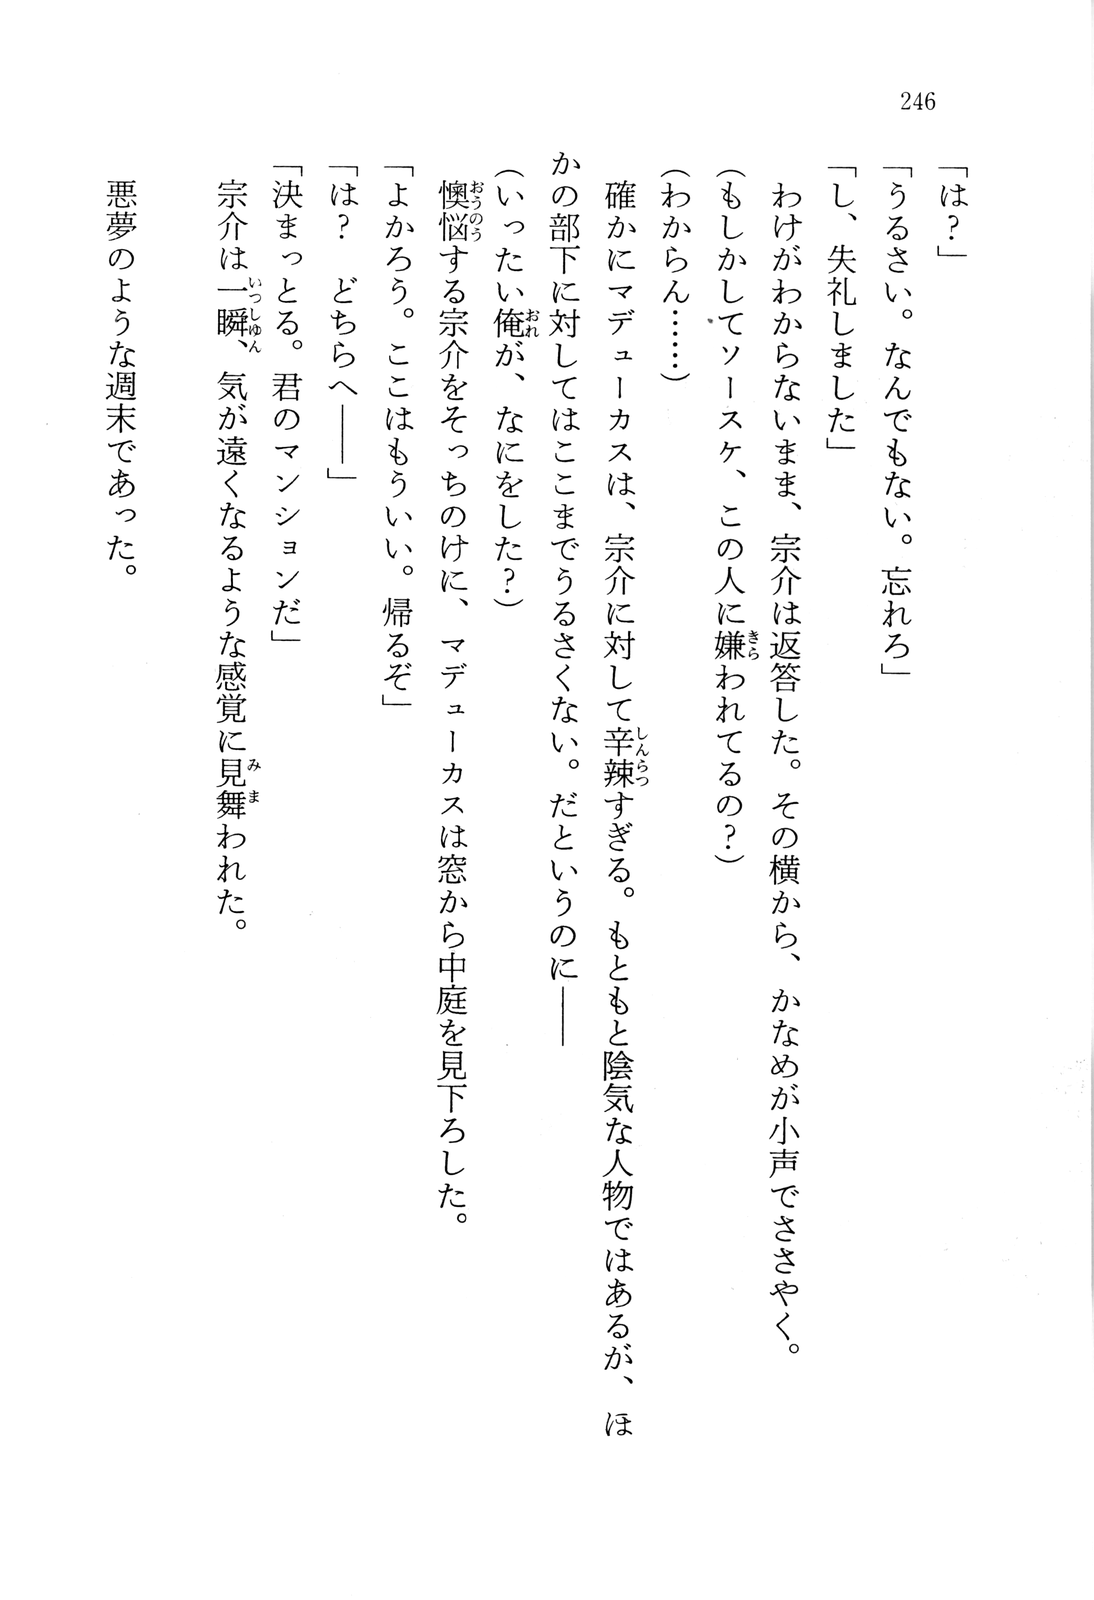 246
「は？」
「うるさい。なんでもない。忘れろ」
「し、失礼しました」
わけがわからないまま、宗介は返答した。その横から、かなめが小声でささやく。
（もしかしてソースケ、この人に嫌われてるの？）
（わからん……）
確かにマデューカスは、宗介に対して辛辣すぎる。もともと陰気な人物ではあるが、ほ
かの部下に対してはここまでうるさくない。だというのに――
（いったい俺が、なにをした？）
懊悩する宗介をそっちのけに、マデューカスは窓から中庭を見下ろした。
「よかろう。ここはもういい。帰るぞ」
「は？　どちらへ――」
「決まっとる。君のマンションだ」
宗介は一瞬、気が遠くなるような感覚に見舞われた。
悪夢のような週末であった。